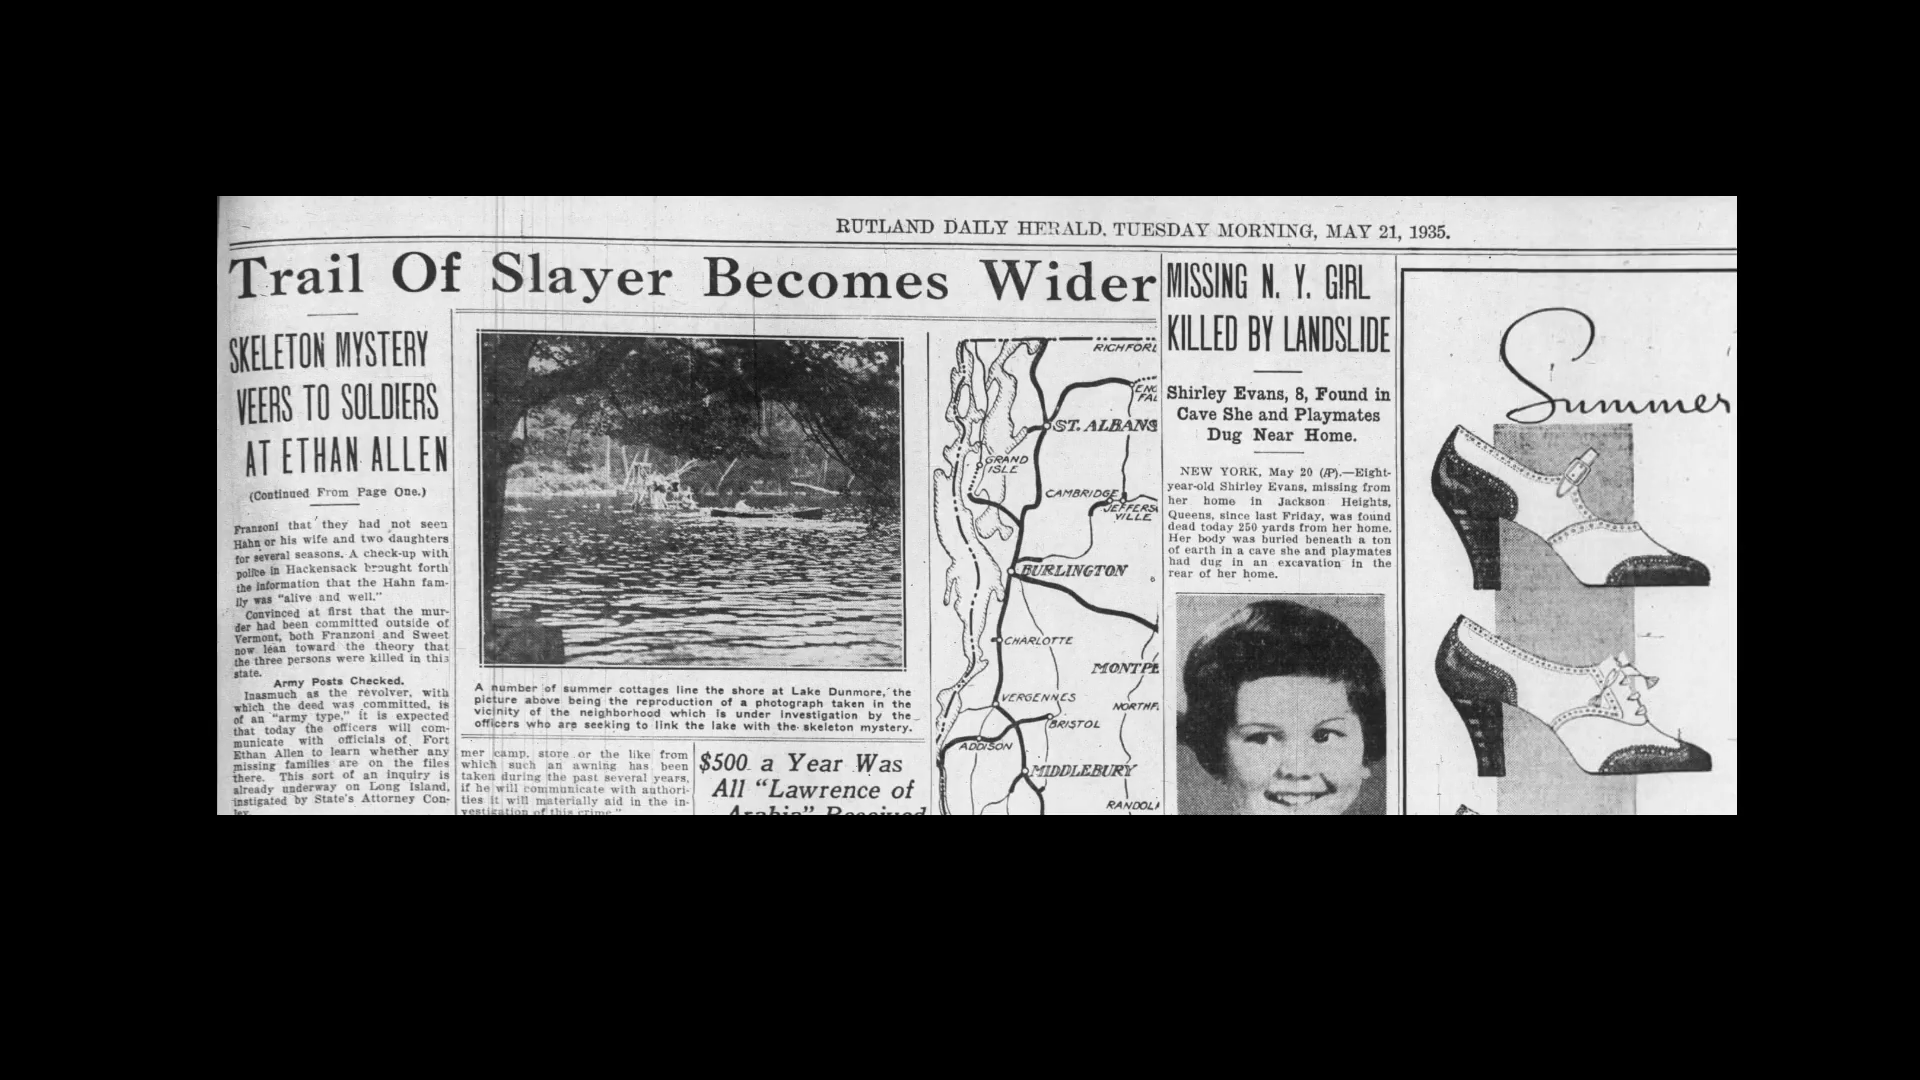 RUTLAND DAILY HERALD, TUESDAY MORNING, MAY 21, 1935.
Trail Of Slayer Becomes Wider
SKELETON MYSTERY
VEERS TO SOLDIERS
AT ETHAN ALLEN
(Continued From Page One.)
Franzoni that they had not seen
Hahn or his wife and two daughters
for several seasons. A check-up with
police in Hackensack brought forth
the information that the Hahn fam-
ily was "alive and well."
Convinced at first that the mur-
der had been committed outside of
Vermont, both Franzoni and Sweet
now lean toward the theory that
the three persons were killed in this
state.
Army Posts Checked.
Inasmuch as the revolver, with
which the deed was committed, is
of an "army type," it is expected
that today the officers will com-
municate with officials of Fort
Ethan Allen to learn whether any
missing families are on the files
there. This sort of an inquiry is
already underway on Long Island,
instigated by State's Attorney Con-
ley.
A number of summer cottages line the shore at Lake Dunmore, the
picture above being the reproduction of a photograph taken in the
vicinity of the neighborhood which is under investigation by the
officers who are seeking to link the lake with the skeleton mystery.
mer camp, store or the like from
which such an awning has been
taken during the past several years,
if he will communicate with authori-
ties it will materially aid in the in-
vestigation of this crime."
$500 a Year Was
All "Lawrence of
Arabia" Received
RICHFORD
ENO
FAL
ST. ALBANS
GRAND
ISLE
CAMBRIDGE
JEFFERS
VILLE
BURLINGTON
CHARLOTTE
MONTPE
VERGENNES
NORTHF
BRISTOL
ADDISON
MIDDLEBURY
RANDOL
MISSING N. Y. GIRL
KILLED BY LANDSLIDE
Shirley Evans, 8, Found in
Cave She and Playmates
Dug Near Home.
NEW YORK, May 20 (AP).—Eight-
year-old Shirley Evans, missing from
her home in Jackson Heights,
Queens, since last Friday, was found
dead today 250 yards from her home.
Her body was buried beneath a ton
of earth in a cave she and playmates
had dug in an excavation in the
rear of her home.
Summer